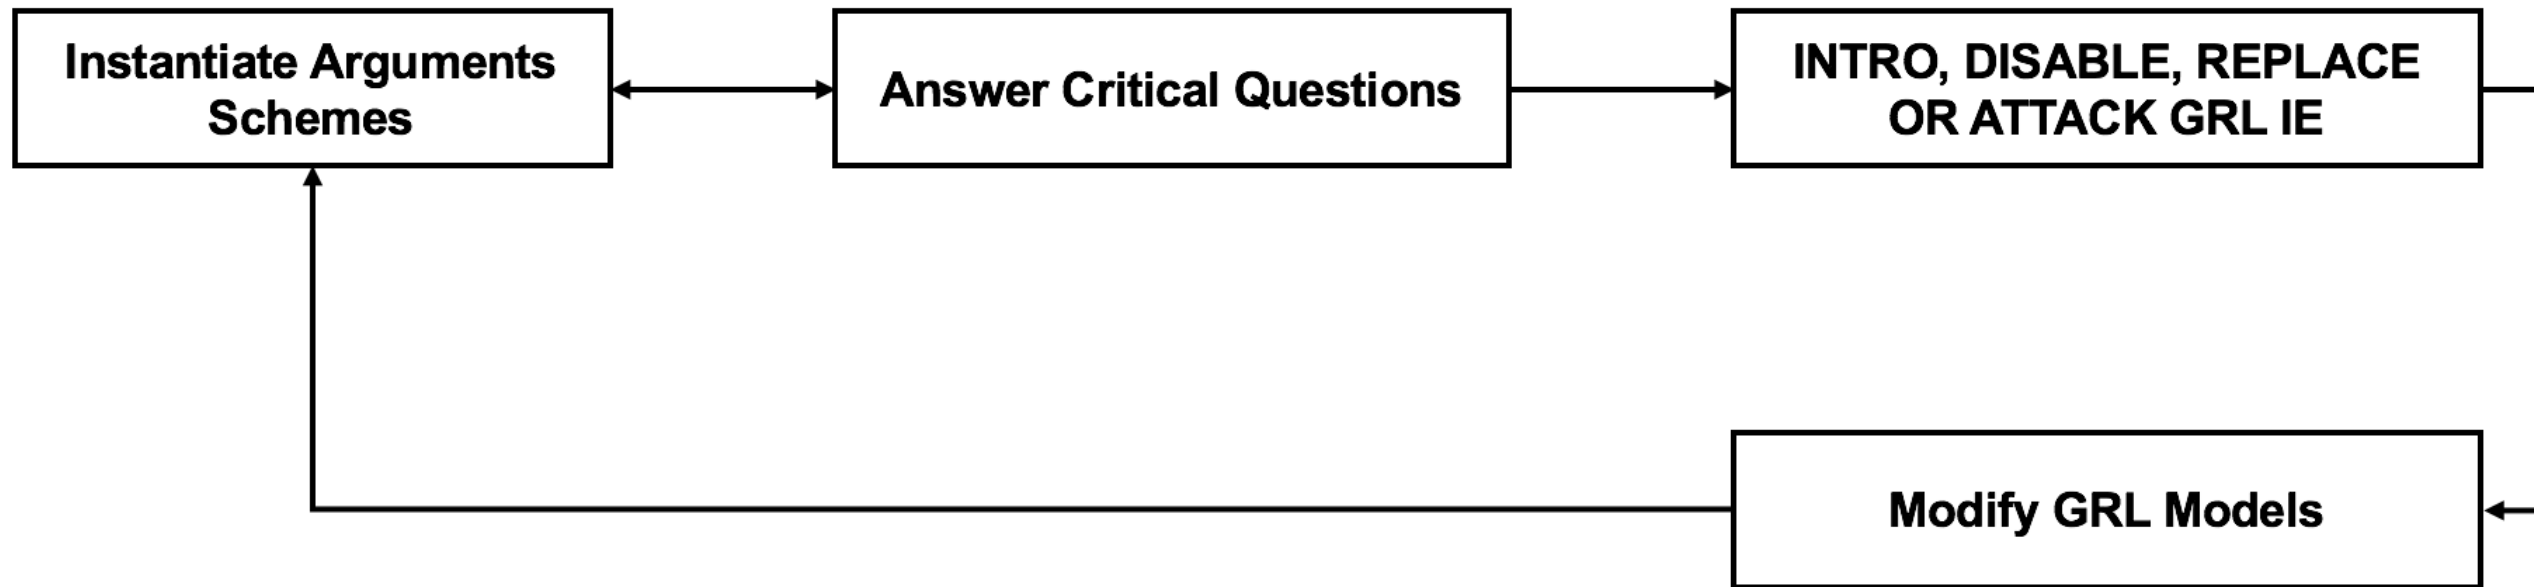 Instantiate Arguments
Schemes
Answer Critical Questions
INTRO, DISABLE, REPLACE
OR ATTACK GRL IE
Modify GRL Models